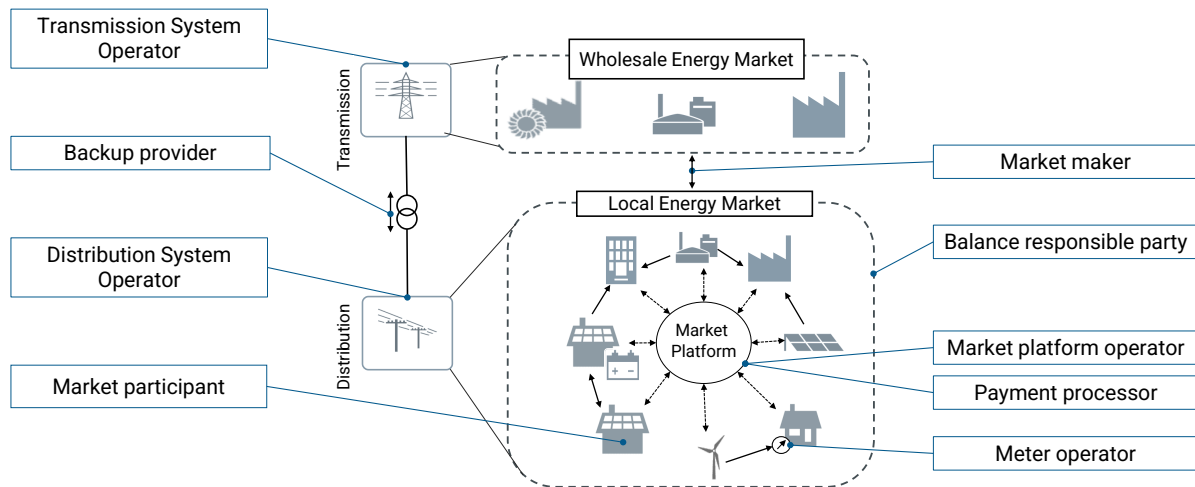 Transmission System
Operator
Backup provider
Distribution System
Operator
Market participant
Transmission
Distribution
Wholesale Energy Market
Local Energy Market
Market
Platform
Market maker
Balance responsible party
Market platform operator
Payment processor
Meter operator